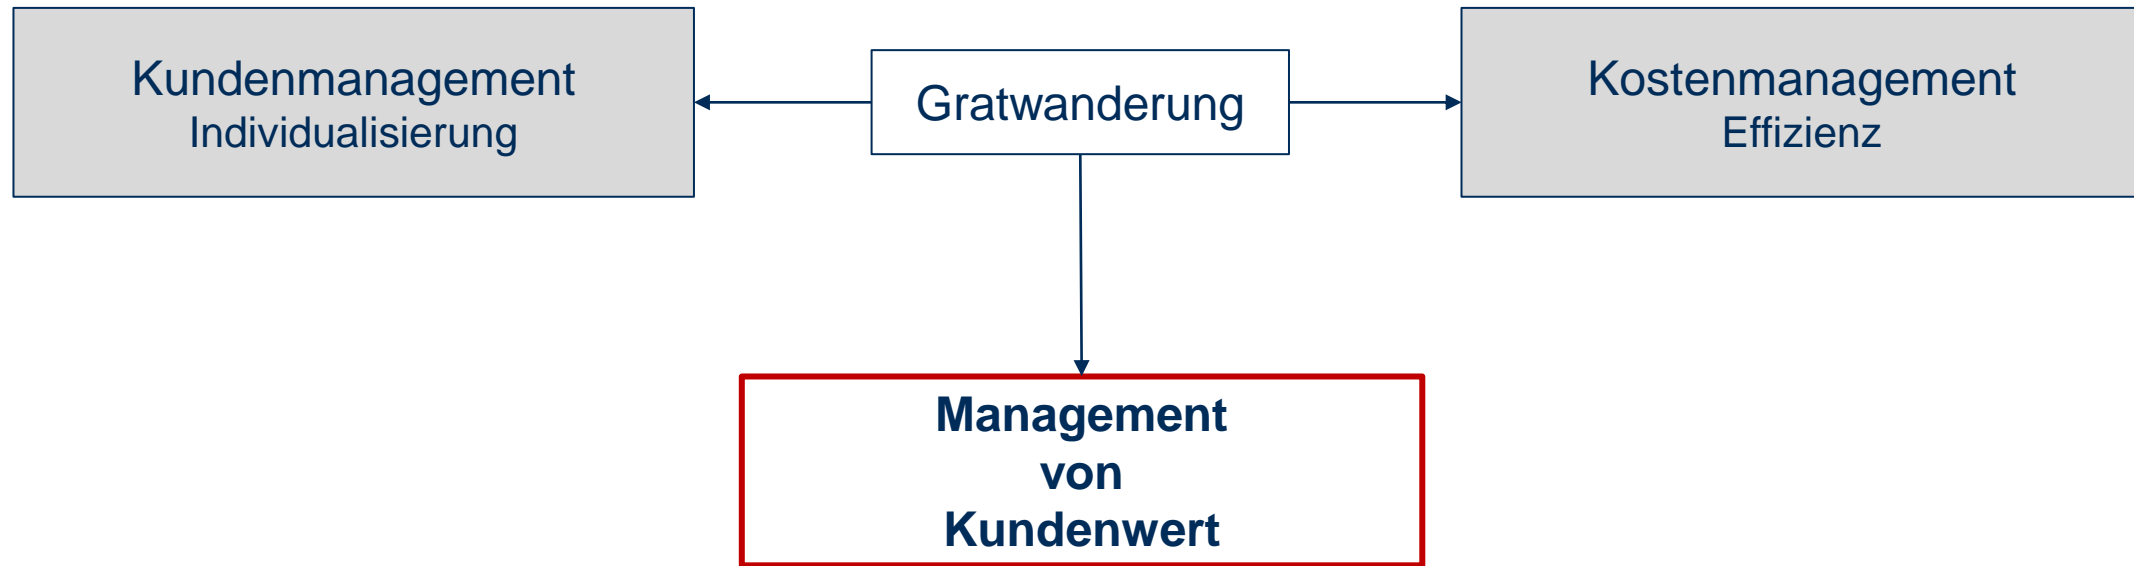 Kundenmanagement
Individualisierung
Gratwanderung
Kostenmanagement
Effizienz
Management
von
Kundenwert